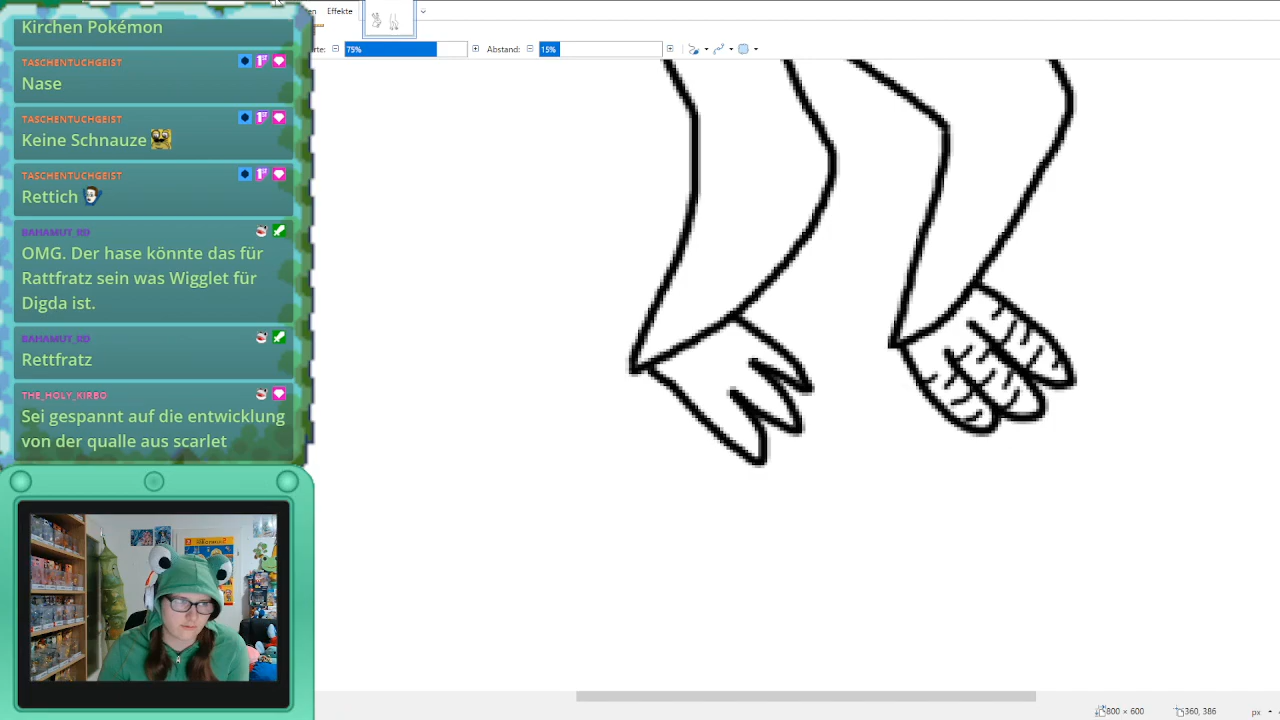 Kirchen Pokémon
TASCHENTUCHGEIST
Nase
TASCHENTUCHGEIST
Keine Schnauze
TASCHENTUCHGEIST
Rettich
BAHAMUT_RD
OMG. Der hase könnte das für
Rattfratz sein was Wigglet für
Digda ist.
BAHAMUT_RD
Rettfratz
THE_HOLY_KIRBO
Sei gespannt auf die entwicklung
von der qualle aus scarlet
Effekte
75%
Abstand:
15%
800 × 600
360, 386
px